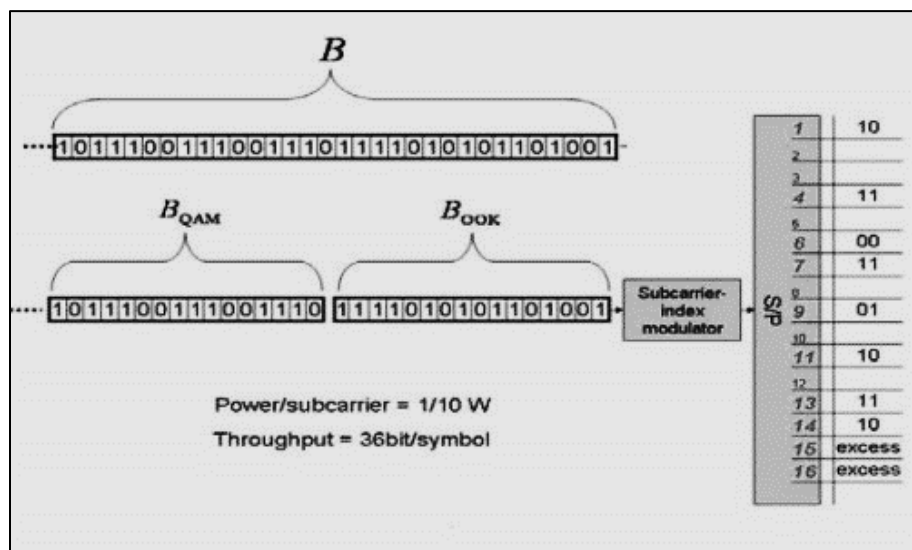 B
10111001110011101111010101101001
B_QAM
B_OOK
1011100111001110
1111010101101001
Subcarrier-
index
modulator
S/P
1 10
2
3
4 11
5
6 00
7 11
8
9 01
10
11 10
12
13 11
14 10
15 excess
16 excess
Power/subcarrier = 1/10 W
Throughput = 36bit/symbol